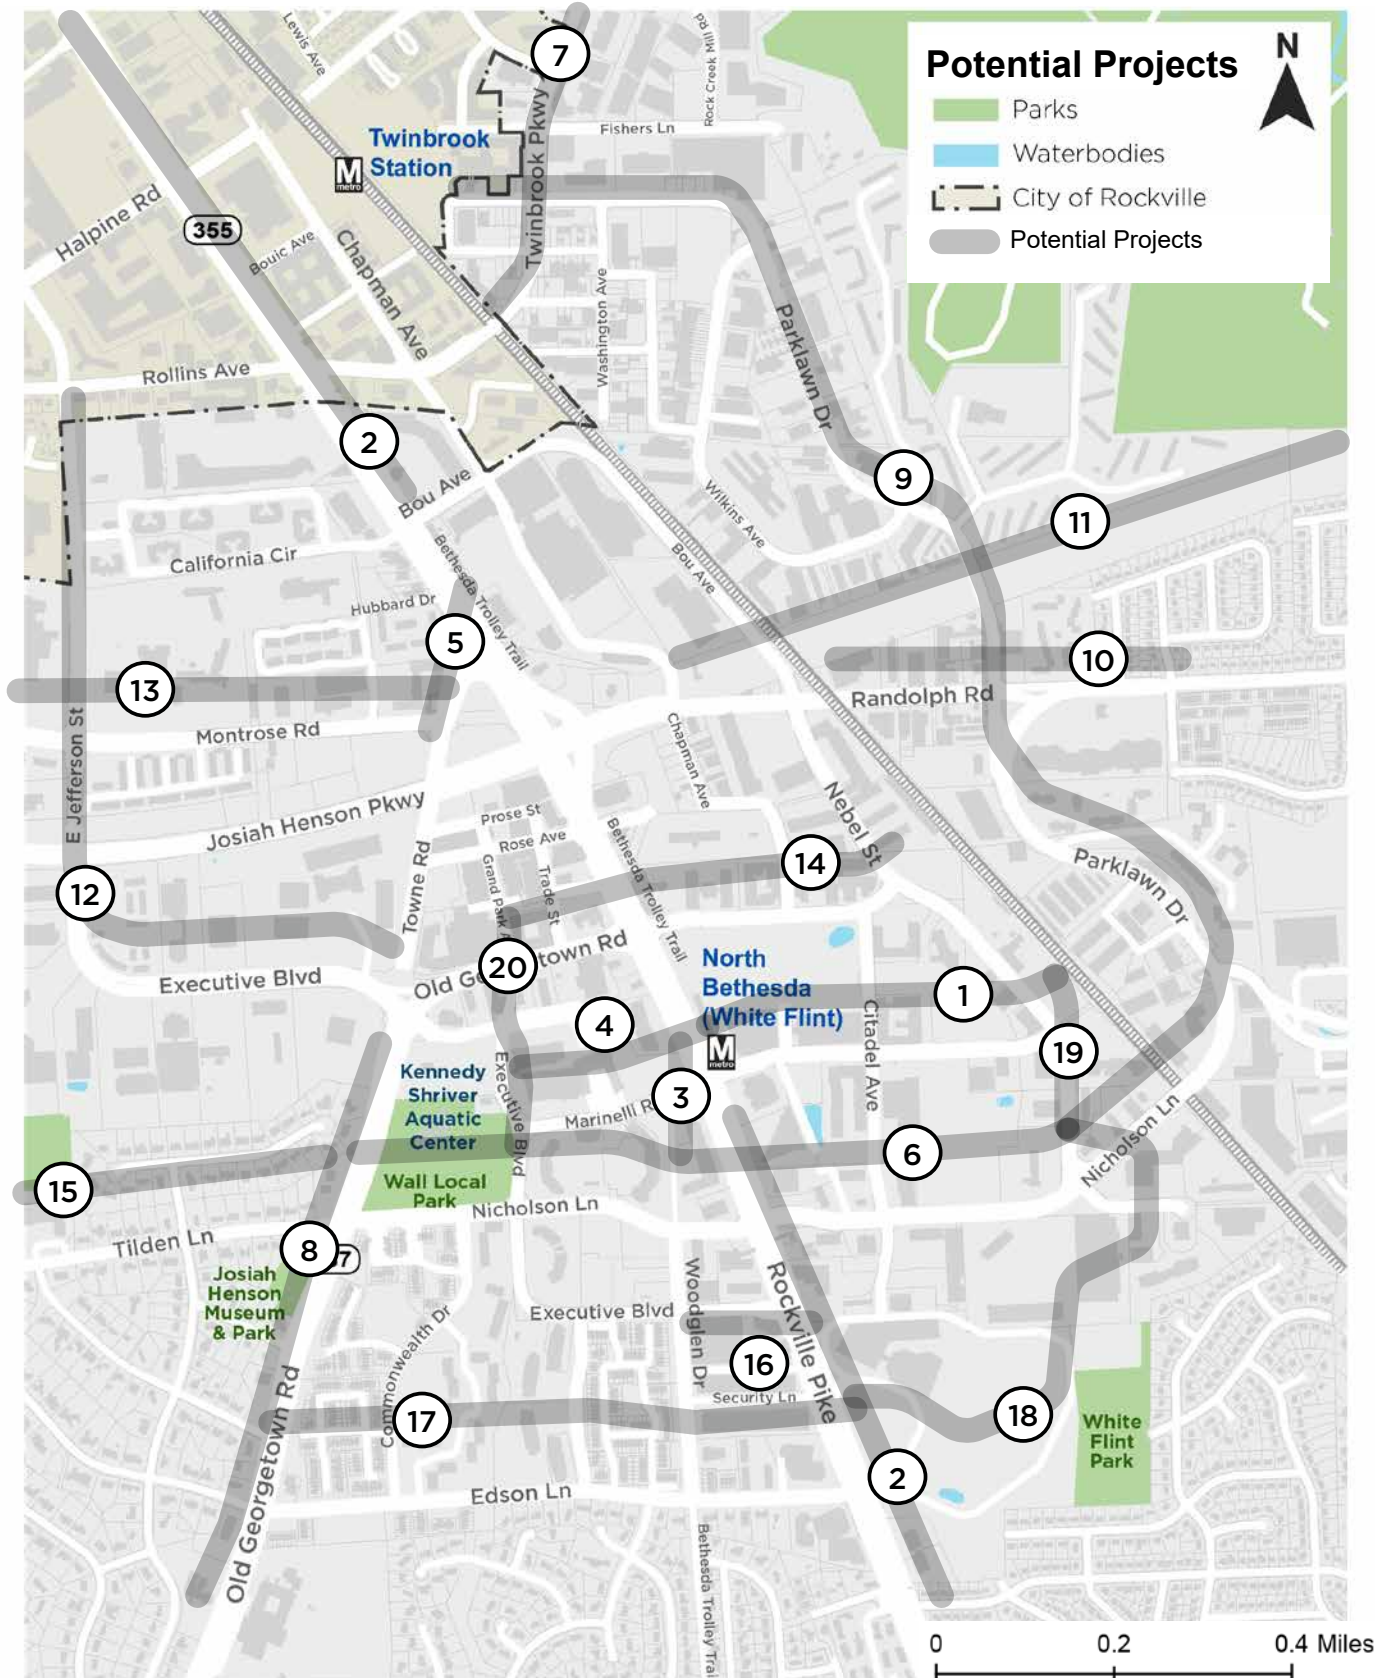 Potential Projects
N
Parks
Waterbodies
City of Rockville
Potential Projects
Lewis Ave
Rock Creek Mill Rd
7
Fishers Ln
Twinbrook
Station
M
metro
Twinbrook Pkwy
Halpine Rd
355
Bouic Ave
Chapman Ave
Washington Ave
Parklawn Dr
Rollins Ave
2
Bou Ave
9
Wilkins Ave
11
California Cir
Bethesda Trolley Trail
Bou Ave
Hubbard Dr
5
10
13
Randolph Rd
Montrose Rd
E Jefferson St
Chapman Ave
Nebel St
Josiah Henson Pkwy
Prose St
Rose Ave
Grand Park A
Trade St
Bethesda Trolley Trail
14
Parklawn Dr
Towne Rd
12
Executive Blvd
20
Old Ge
town Rd
North
Bethesda
(White Flint)
M
metro
1
Citadel Ave
4
19
Kennedy
Shriver
Aquatic
Center
Executive Blvd
Marinelli R
3
6
Nicholson Ln
15
Wall Local
Park
Nicholson Ln
Tilden Ln
8
7
Josiah
Henson
Museum
& Park
Commonwealth Dr
Executive Blvd
Woodglen Dr
Rockville Pike
16
Security Ln
17
18
White
Flint
Park
Old Georgetown Rd
2
Edson Ln
Bethesda Trolley Trai
0
0.2
0.4 Miles